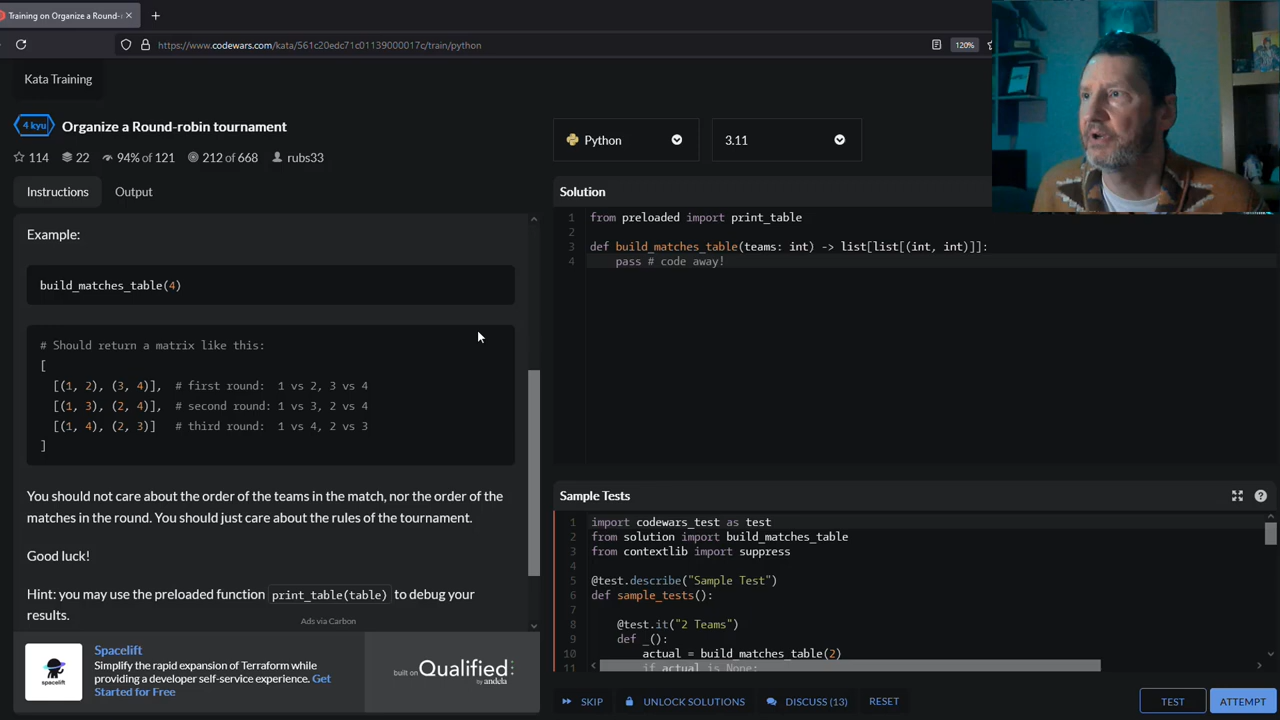 Training on Organize a Round-r
https://www.codewars.com/kata/561c20edc71c01139000017c/train/python
120%
Kata Training
4 kyu
Organize a Round-robin tournament
114
22
94% of 121
212 of 668
rubs33
Python
3.11
Instructions
Output
Solution
Example:
build_matches_table(4)
# Should return a matrix like this:
[
[(1, 2), (3, 4)], # first round: 1 vs 2, 3 vs 4
[(1, 3), (2, 4)], # second round: 1 vs 3, 2 vs 4
[(1, 4), (2, 3)] # third round: 1 vs 4, 2 vs 3
]
You should not care about the order of the teams in the match, nor the order of the
matches in the round. You should just care about the rules of the tournament.
Good luck!
Hint: you may use the preloaded function print_table(table) to debug your
results.
Ads via Carbon
Spacelift
Simplify the rapid expansion of Terraform while
providing a developer self-service experience. Get
Started for Free
spacelift
built on Qualified
by andela
1 from preloaded import print_table
2
3 def build_matches_table(teams: int) -> list[list[(int, int)]]:
4 pass # code away!
Sample Tests
1 import codewars_test as test
2 from solution import build_matches_table
3 from contextlib import suppress
4
5 @test.describe("Sample Test")
6 def sample_tests():
7
8 @test.it("2 Teams")
9 def _():
10 actual = build_matches_table(2)
11 if actual is None:
SKIP
UNLOCK SOLUTIONS
DISCUSS (13)
RESET
TEST
ATTEMPT